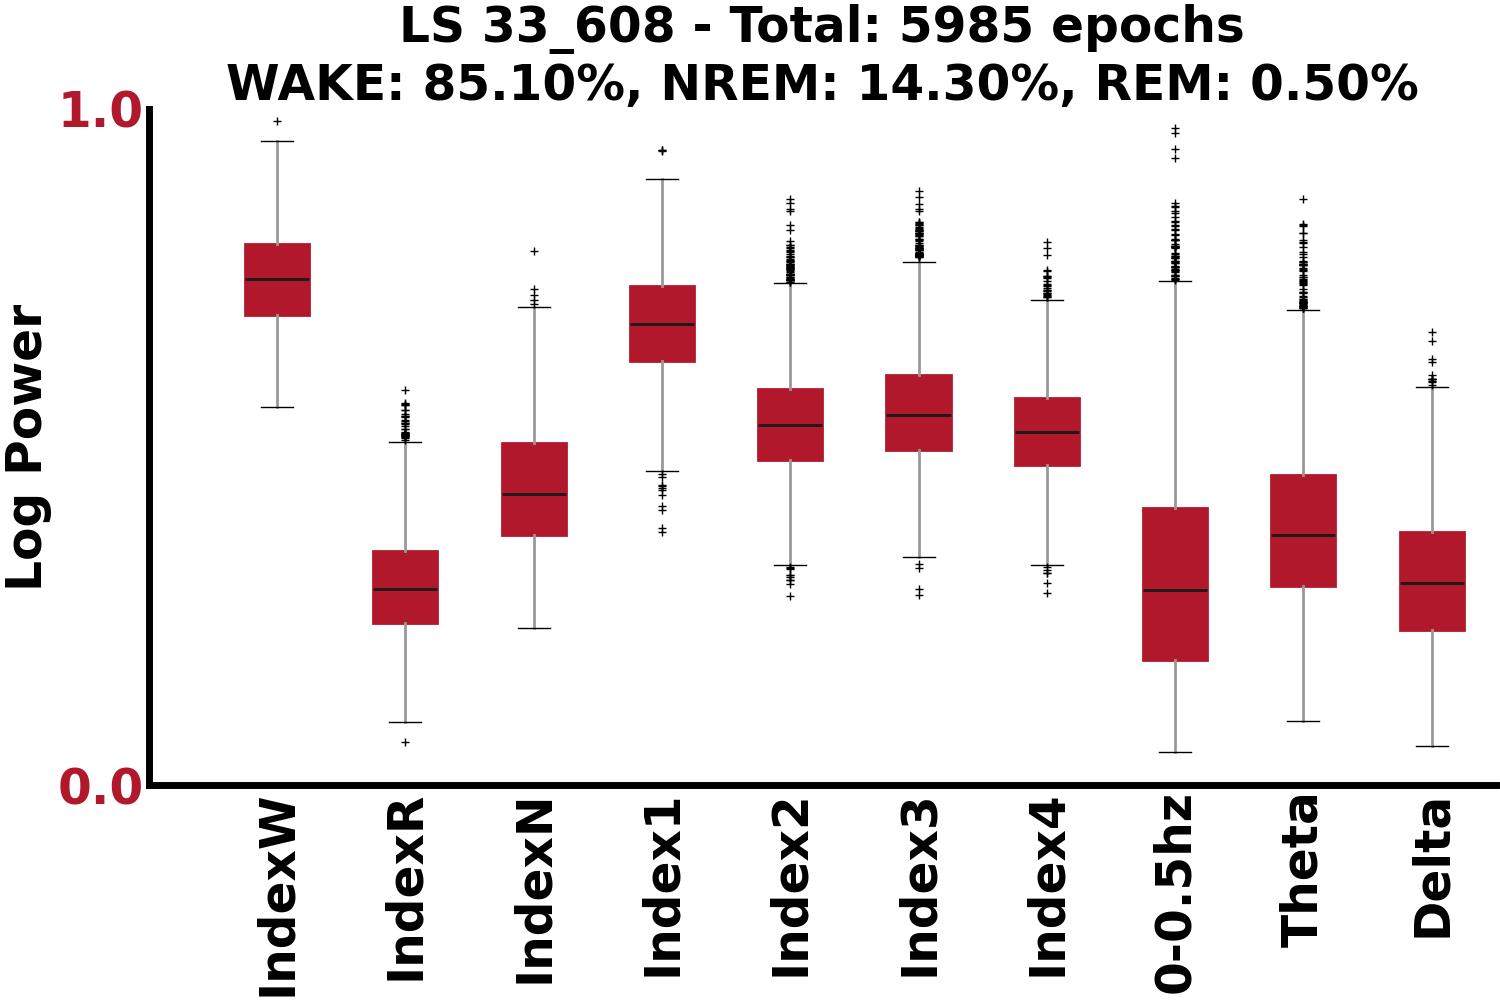 LS 33_608 - Total: 5985 epochs
WAKE: 85.10%, NREM: 14.30%, REM: 0.50%
1.0
Log Power
0.0
IndexW
IndexR
IndexN
Index1
Index2
Index3
Index4
0-0.5hz
Theta
Delta